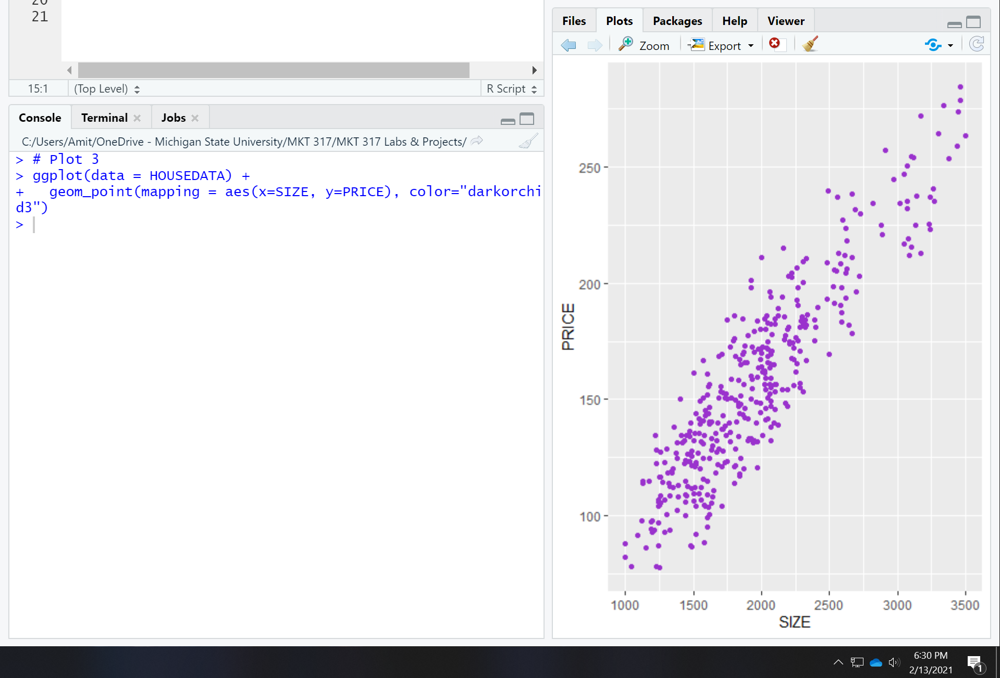 20
21
15:1 (Top Level) R Script
Console Terminal Jobs
C:/Users/Amit/OneDrive - Michigan State University/MKT 317/MKT 317 Labs & Projects/
> # Plot 3
> ggplot(data = HOUSEDATA) +
+   geom_point(mapping = aes(x=SIZE, y=PRICE), color="darkorchi
d3")
>
Files Plots Packages Help Viewer
Zoom Export
250
200
150
100
PRICE
1000 1500 2000 2500 3000 3500
SIZE
6:30 PM
2/13/2021
1